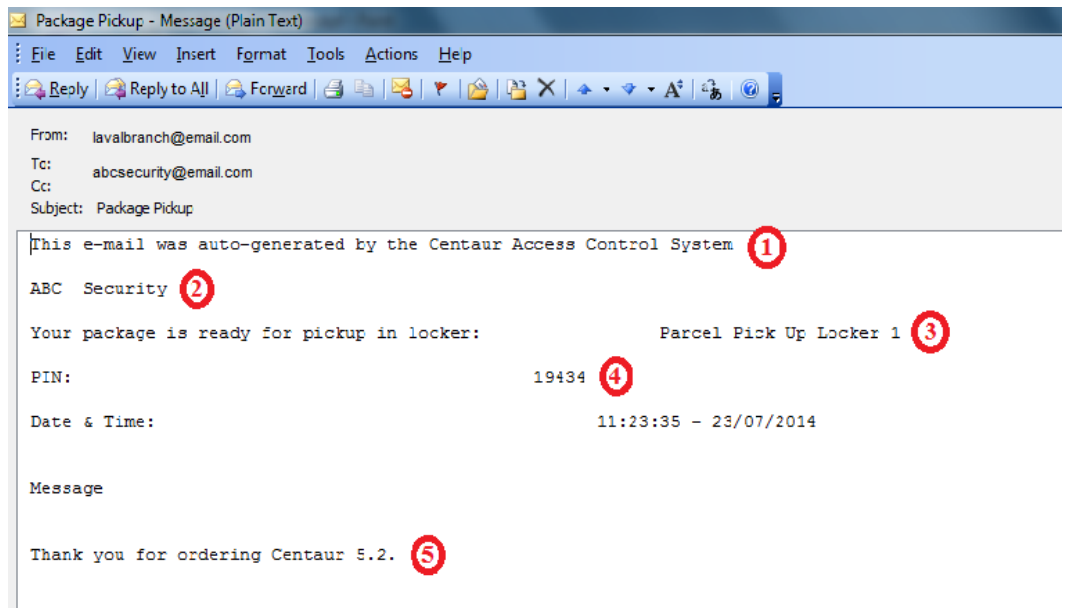 Package Pickup - Message (Plain Text)
File Edit View Insert Format Tools Actions Help
Reply Reply to All Forward
From: lavalbranch@email.com
To: abcsecurity@email.com
Cc:
Subject: Package Pickup
This e-mail was auto-generated by the Centaur Access Control System 1
ABC Security 2
Your package is ready for pickup in locker: Parcel Pick Up Locker 1 3
PIN: 19434 4
Date & Time: 11:23:35 - 23/07/2014
Message
Thank you for ordering Centaur 5.2. 5